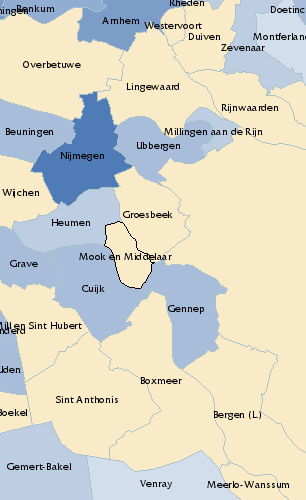 Rheden
Doetinc
Renkum
Arnhem
Westervoort
Duiven
Montferland
Zevenaar
Overbetuwe
Lingewaard
Rijnwaarden
Beuningen
Millingen aan de Rijn
Ubbergen
Nijmegen
Wijchen
Groesbeek
Heumen
Mook en Middelaar
Grave
Cuijk
Gennep
Mill en Sint Hubert
Boxmeer
Sint Anthonis
Boekel
Bergen (L.)
Gemert-Bakel
Venray
Meerlo-Wanssum